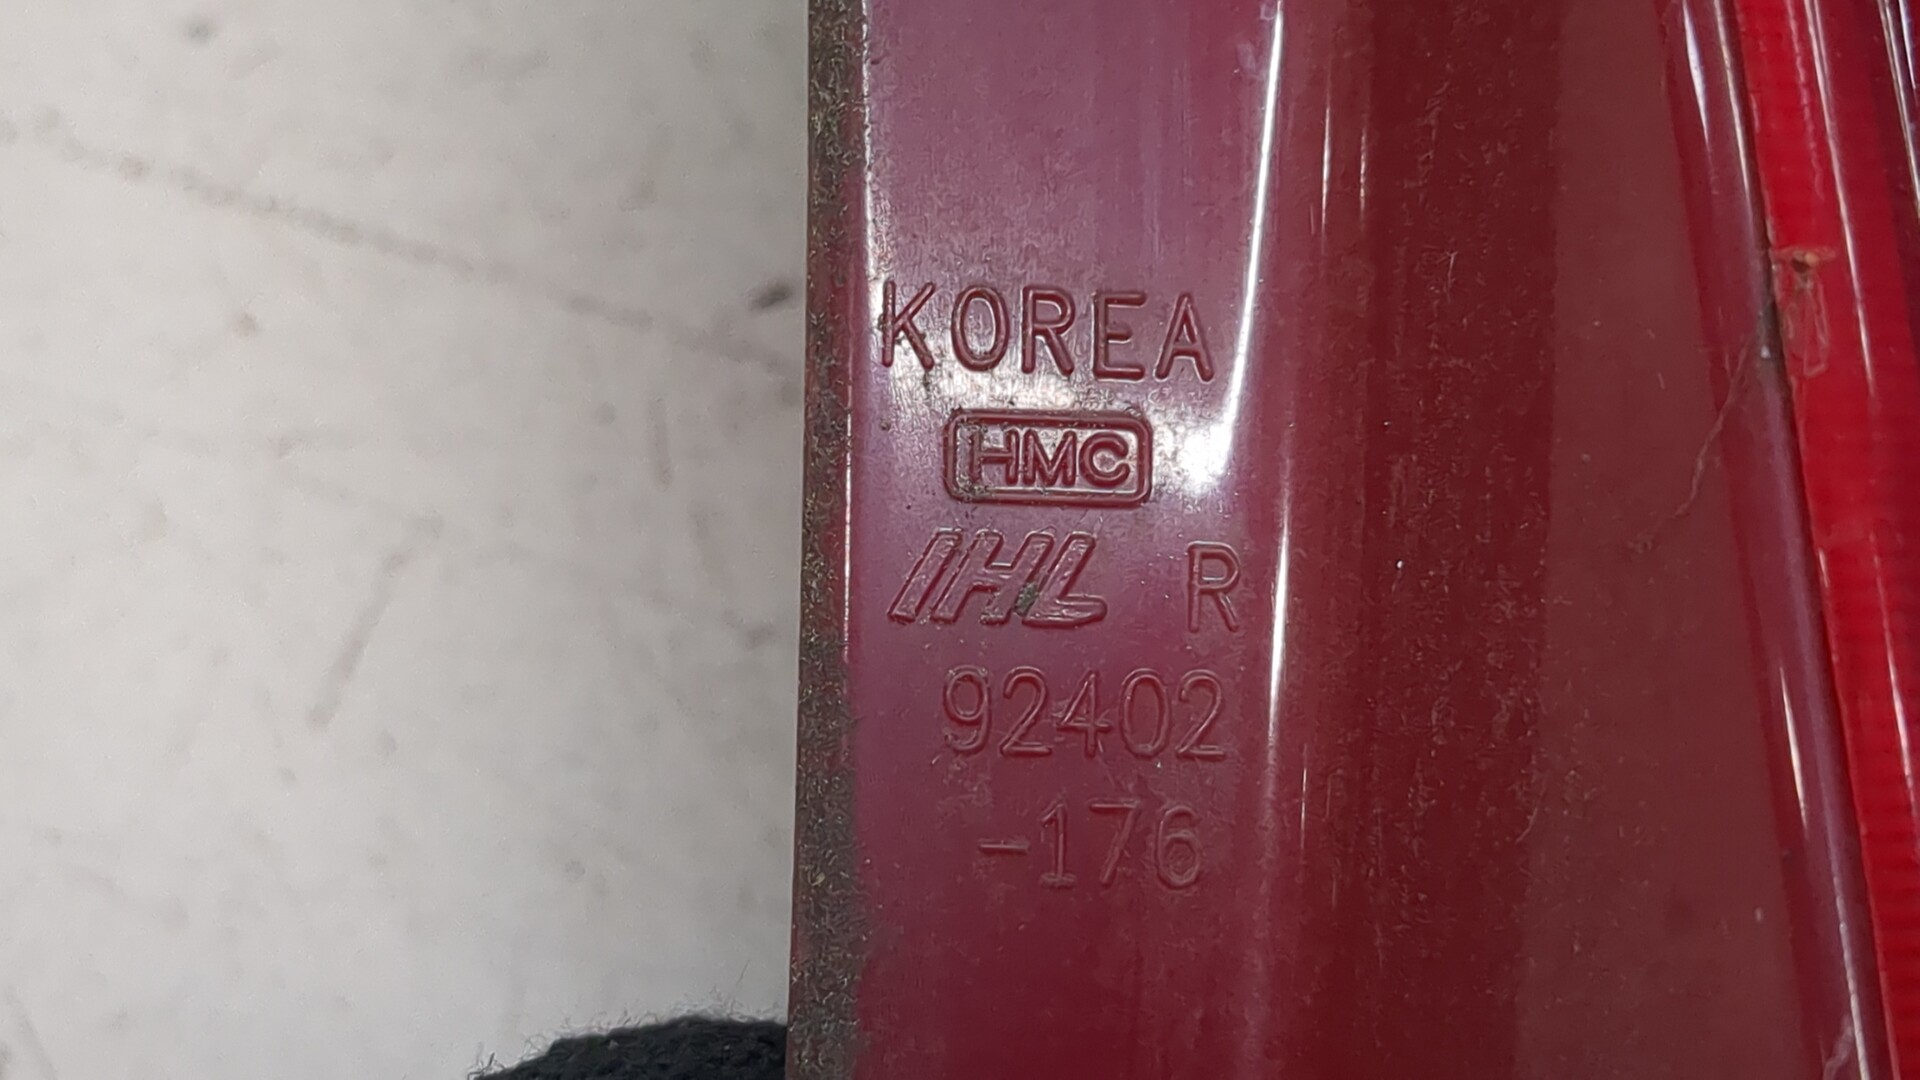 KOREA
HMC
IHL R
92402
-176